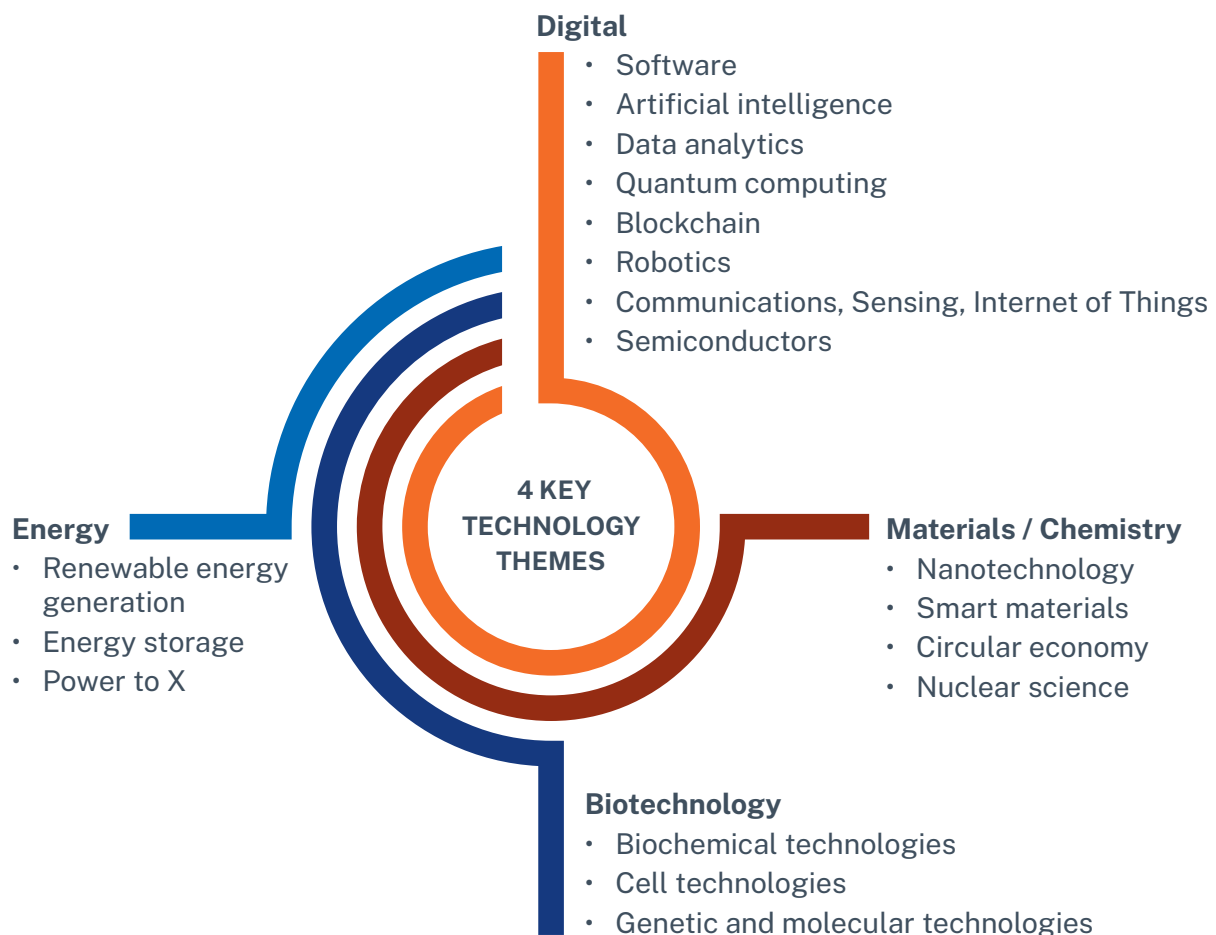 Digital
• Software
• Artificial intelligence
• Data analytics
• Quantum computing
• Blockchain
• Robotics
• Communications, Sensing, Internet of Things
• Semiconductors
4 KEY
TECHNOLOGY
THEMES
Energy
• Renewable energy
generation
• Energy storage
• Power to X
Materials / Chemistry
• Nanotechnology
• Smart materials
• Circular economy
• Nuclear science
Biotechnology
• Biochemical technologies
• Cell technologies
• Genetic and molecular technologies